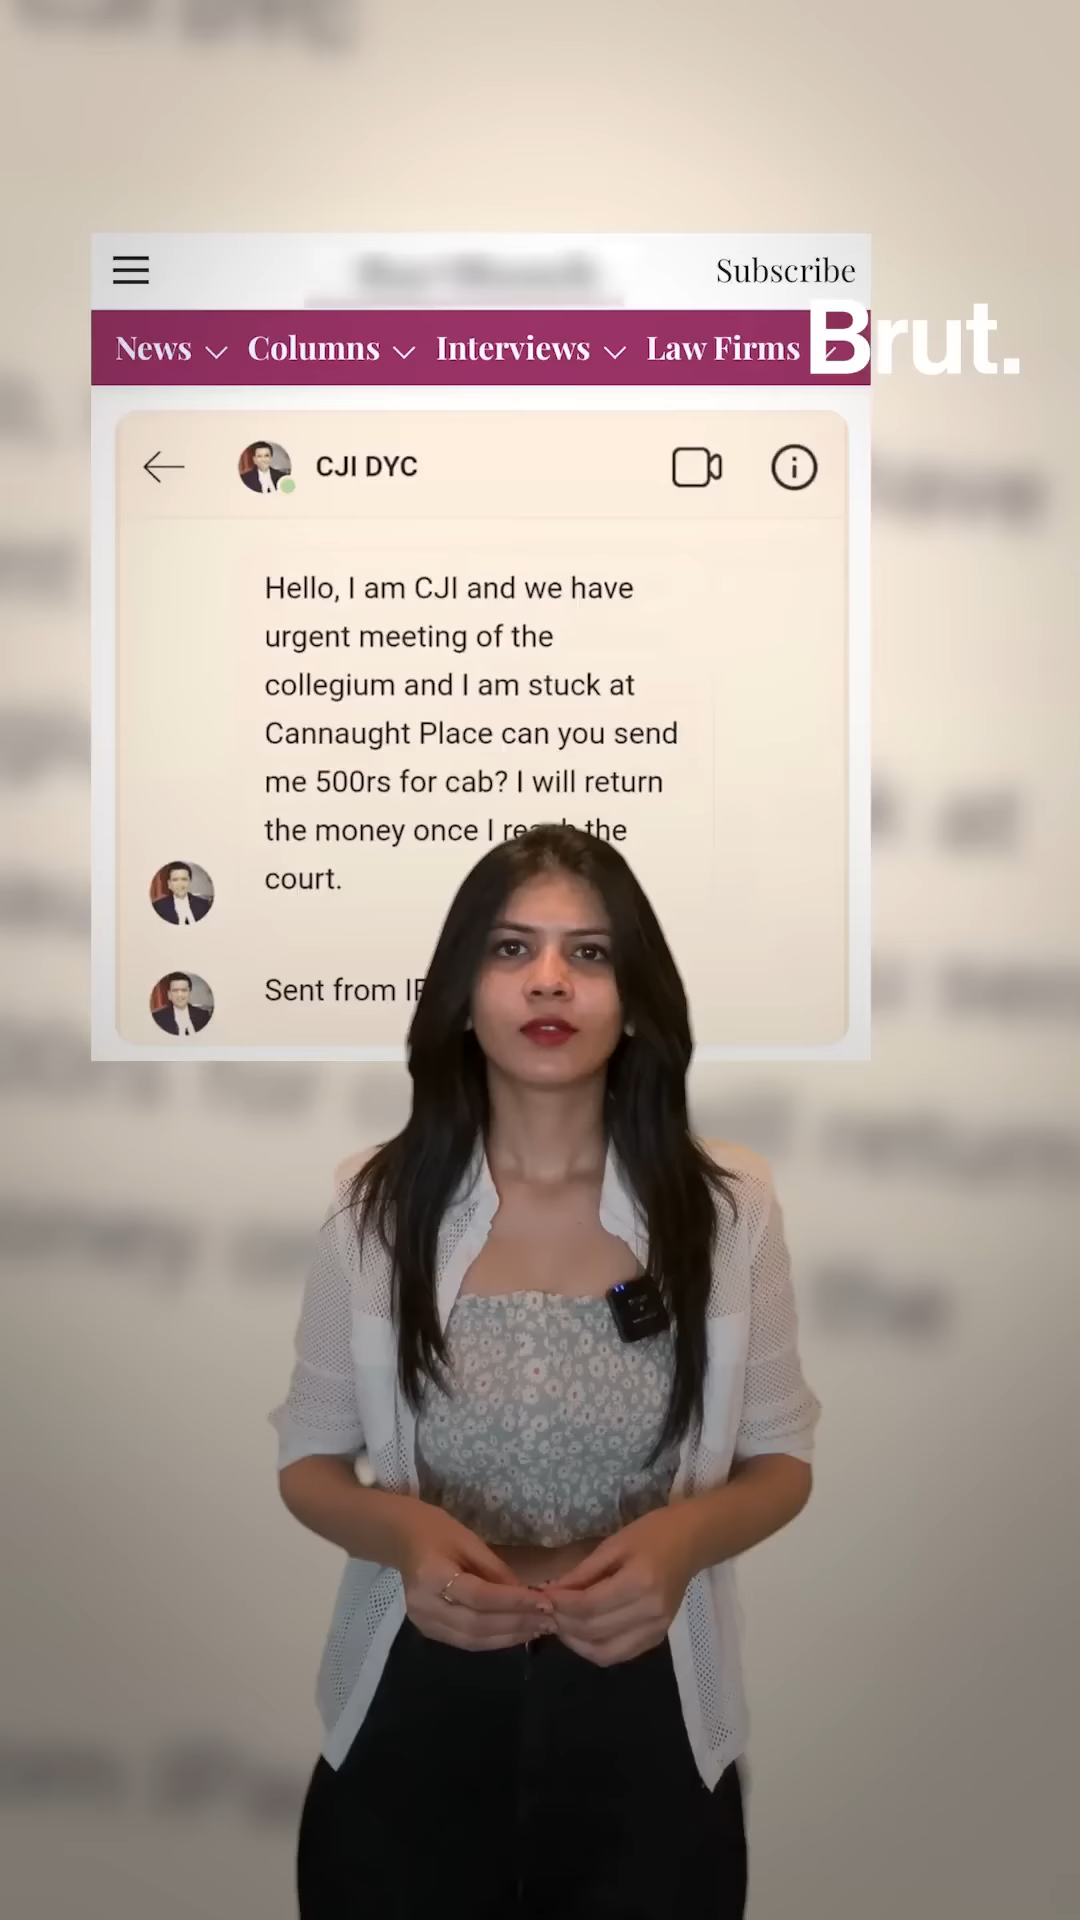 Subscribe
Brut.
News
Columns
Interviews
Law Firms
CJI DYC
Hello, I am CJI and we have
urgent meeting of the
collegium and I am stuck at
Cannaught Place can you send
me 500rs for cab? I will return
the money once I reach the
court.
Sent from